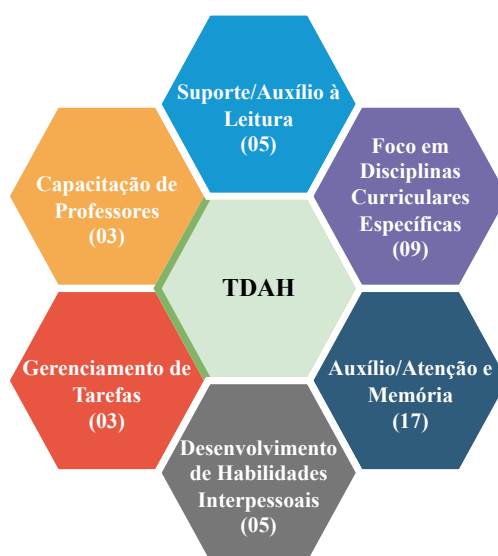 Suporte/Auxílio à
Leitura
(05)
Foco em
Disciplinas
Curriculares
Específicas
(09)
Capacitação de
Professores
(03)
TDAH
Gerenciamento de
Tarefas
(03)
Auxílio/Atenção e
Memória
(17)
Desenvolvimento
de Habilidades
Interpessoais
(05)